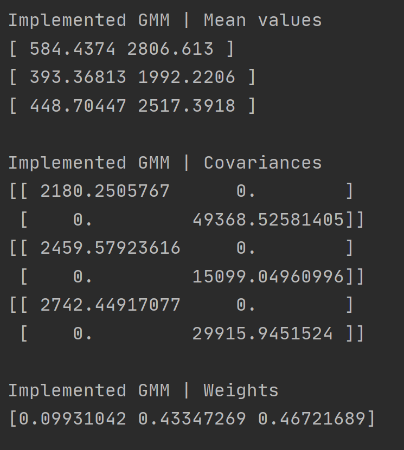 Implemented GMM | Mean values
[ 584.4374 2806.613 ]
[ 393.36813 1992.2206 ]
[ 448.70447 2517.3918 ]
Implemented GMM | Covariances
[[ 2180.2505767 0. ]
[ 0. 49368.52581405]]
[[ 2459.57923616 0. ]
[ 0. 15099.04960996]]
[[ 2742.44917077 0. ]
[ 0. 29915.9451524 ]]
Implemented GMM | Weights
[0.09931042 0.43347269 0.46721689]